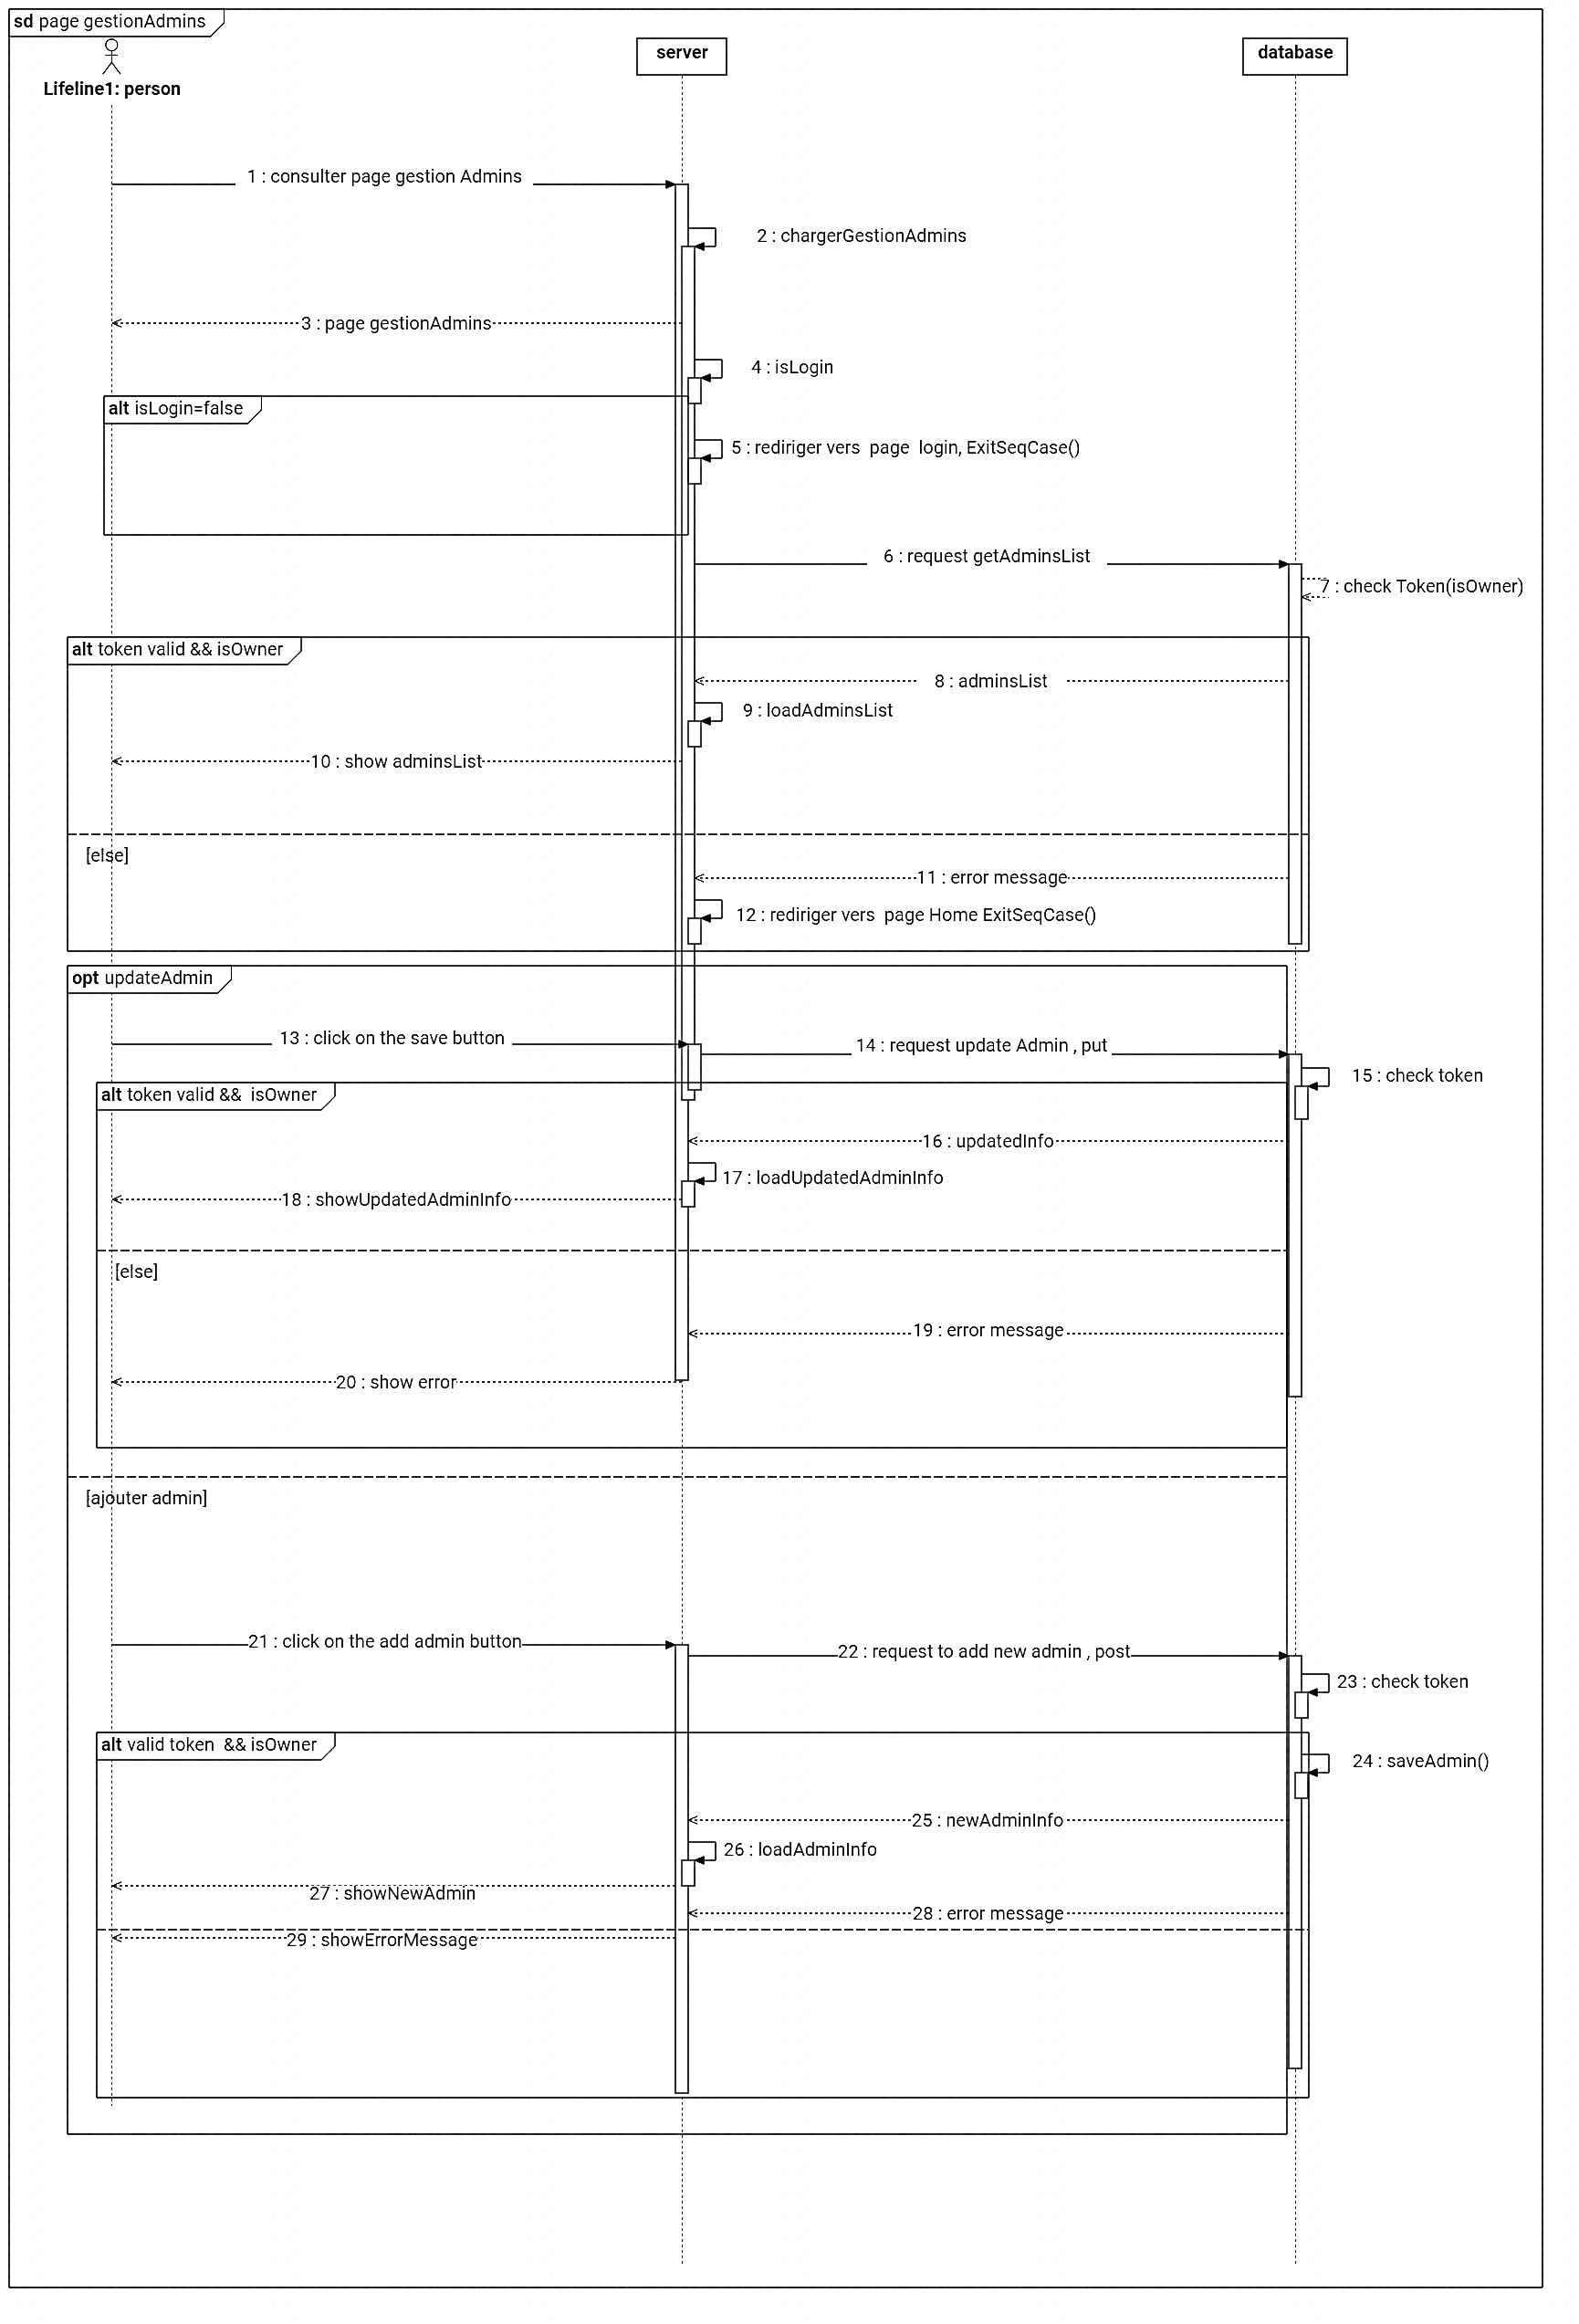 sd page gestionAdmins
Lifeline1: person
server
database
1 : consulter page gestion Admins
2 : chargerGestionAdmins
3 : page gestionAdmins
4 : isLogin
alt isLogin=false
5 : rediriger vers  page  login, ExitSeqCase()
6 : request getAdminsList
7 : check Token(isOwner)
alt token valid && isOwner
8 : adminsList
9 : loadAdminsList
10 : show adminsList
[else]
11 : error message
12 : rediriger vers  page Home ExitSeqCase()
opt updateAdmin
13 : click on the save button
14 : request update Admin , put
15 : check token
alt token valid &&  isOwner
16 : updatedInfo
17 : loadUpdatedAdminInfo
18 : showUpdatedAdminInfo
[else]
19 : error message
20 : show error
[ajouter admin]
21 : click on the add admin button
22 : request to add new admin , post
23 : check token
alt valid token  && isOwner
24 : saveAdmin()
25 : newAdminInfo
26 : loadAdminInfo
27 : showNewAdmin
28 : error message
29 : showErrorMessage